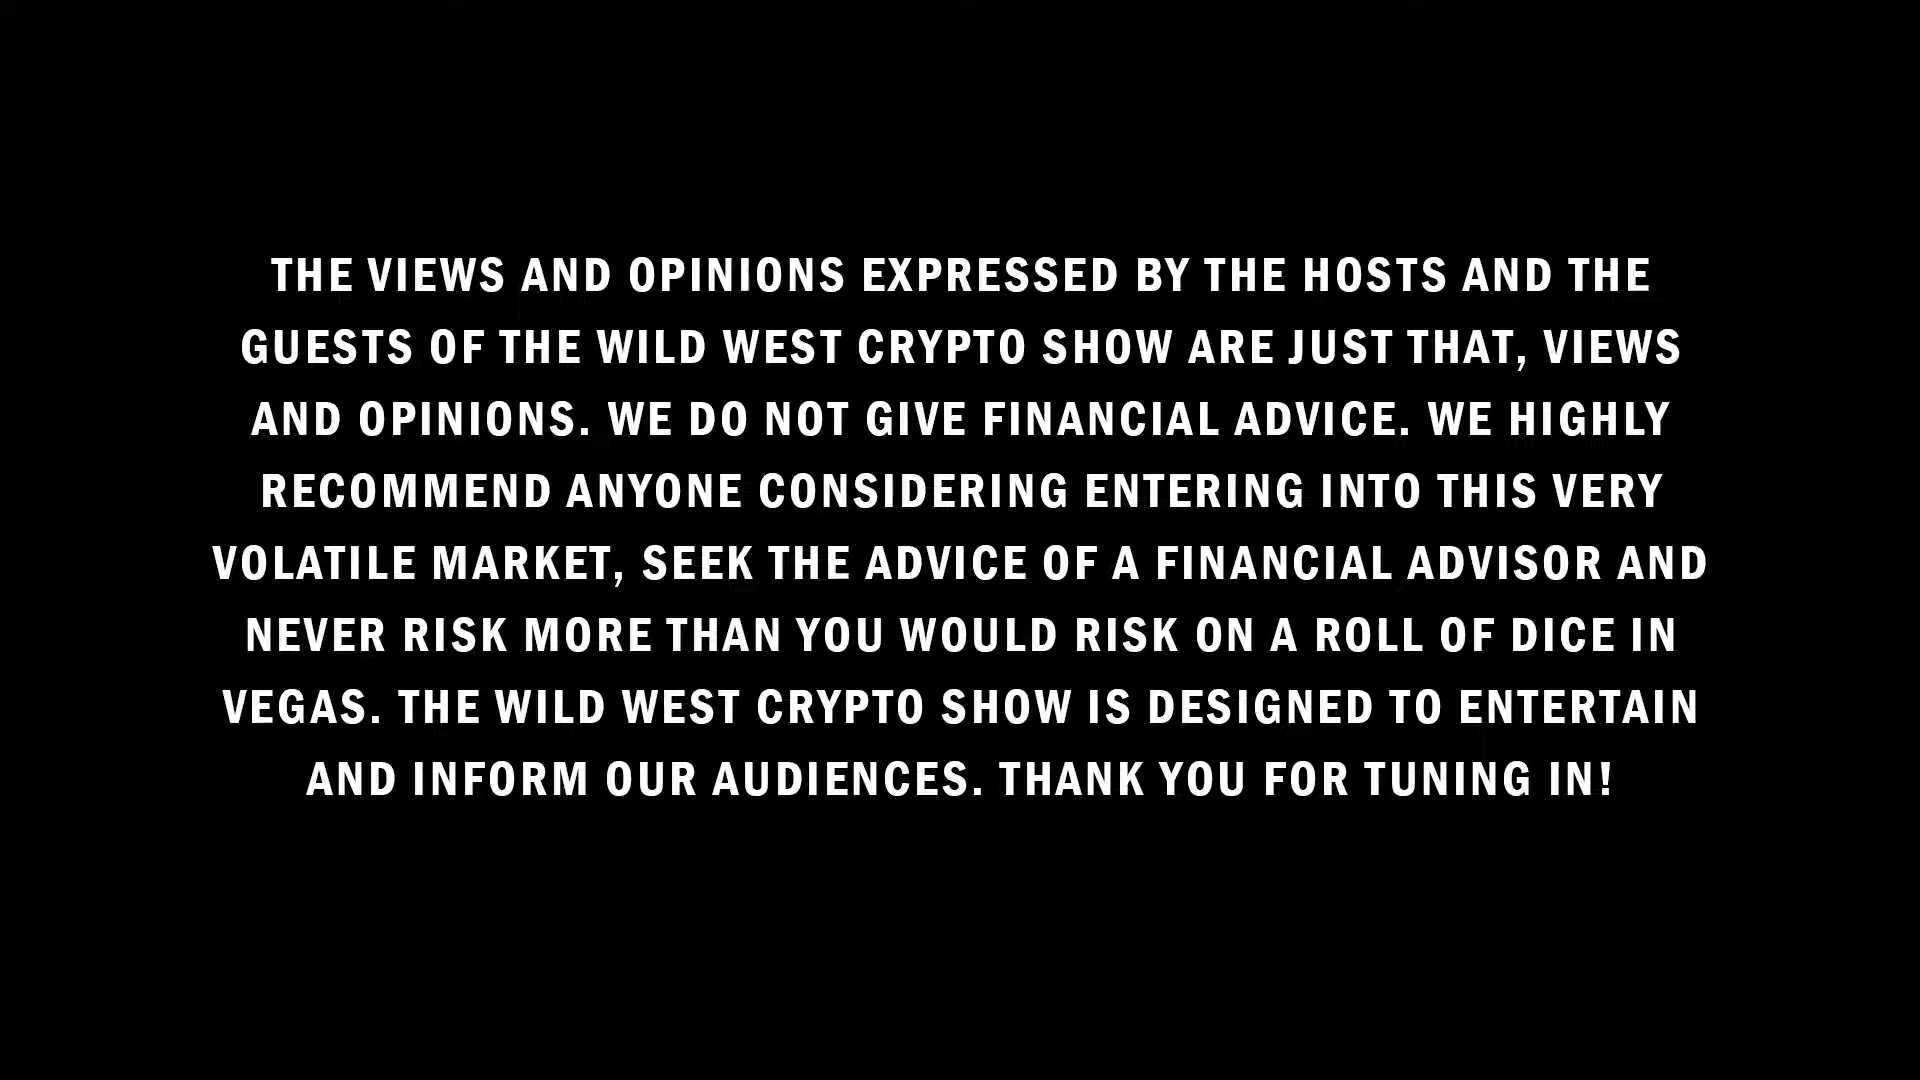 THE VIEWS AND OPINIONS EXPRESSED BY THE HOSTS AND THE
GUESTS OF THE WILD WEST CRYPTO SHOW ARE JUST THAT, VIEWS
AND OPINIONS. WE DO NOT GIVE FINANCIAL ADVICE. WE HIGHLY
RECOMMEND ANYONE CONSIDERING ENTERING INTO THIS VERY
VOLATILE MARKET, SEEK THE ADVICE OF A FINANCIAL ADVISOR AND
NEVER RISK MORE THAN YOU WOULD RISK ON A ROLL OF DICE IN
VEGAS. THE WILD WEST CRYPTO SHOW IS DESIGNED TO ENTERTAIN
AND INFORM OUR AUDIENCES. THANK YOU FOR TUNING IN!